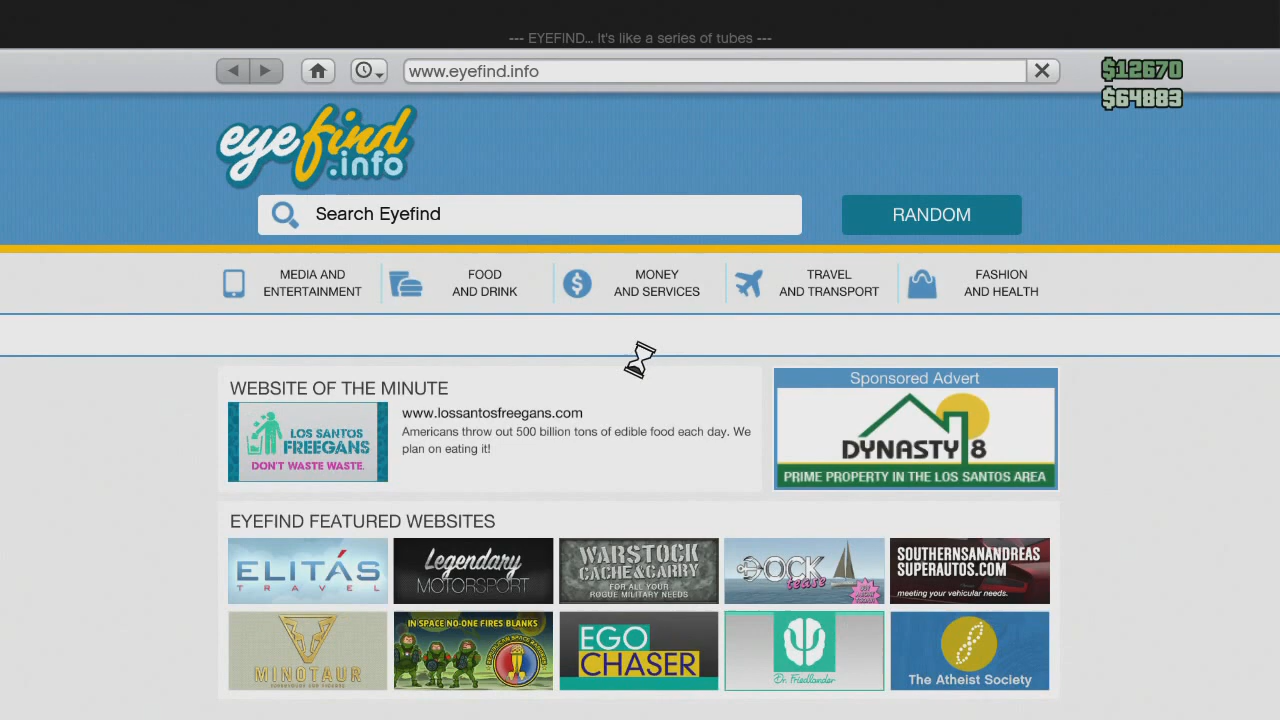 --- EYEFIND... It's like a series of tubes ---
www.eyefind.info
$12670
$64883
eyefind
.info
Search Eyefind
RANDOM
MEDIA AND
ENTERTAINMENT
FOOD
AND DRINK
MONEY
AND SERVICES
TRAVEL
AND TRANSPORT
FASHION
AND HEALTH
WEBSITE OF THE MINUTE
LOS SANTOS
FREEGANS
DON'T WASTE WASTE.
www.lossantosfreegans.com
Americans throw out 500 billion tons of edible food each day. We
plan on eating it!
Sponsored Advert
DYNASTY 8
PRIME PROPERTY IN THE LOS SANTOS AREA
EYEFIND FEATURED WEBSITES
ELITÁS
TRAVEL
Legendary
MOTORSPORT
WARSTOCK
CACHE & CARRY
FOR ALL YOUR
ROGUE MILITARY NEEDS
DOCK
tease
SOUTHERNSANANDREAS
SUPERAUTOS.COM
meeting your vehicular needs.
MINOTAUR
IN SPACE NO-ONE FIRES BLANKS
EGO
CHASER
Dr. Friedlander
The Atheist Society